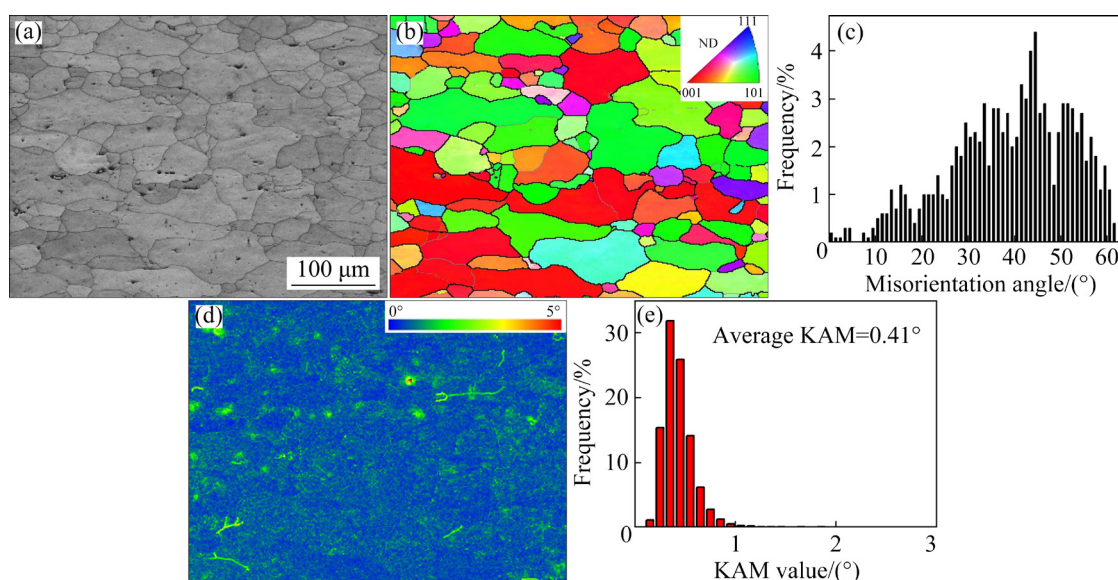 (a)
100 μm
(b)
ND
111
001
101
(c)
Frequency/%
4
3
2
1
0
10
20
30
40
50
60
Misorientation angle/(°)
(d)
0°
5°
(e)
Average KAM=0.41°
Frequency/%
30
20
10
0
1
2
3
KAM value/(°)